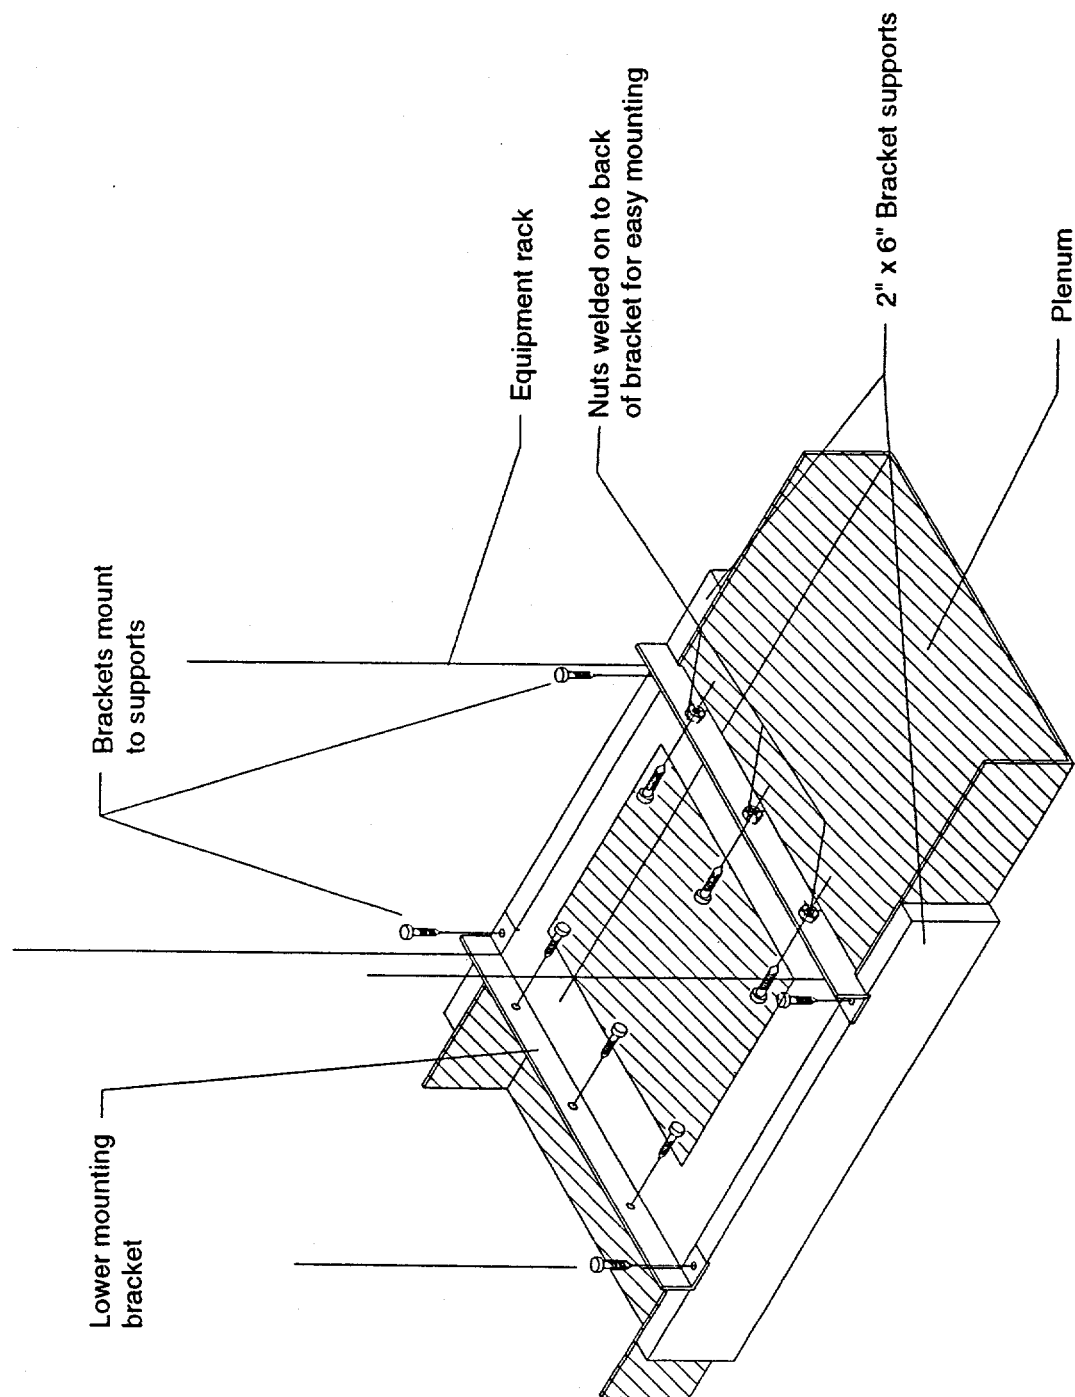 Lower mounting
bracket
Brackets mount
to supports
Equipment rack
Nuts welded on to back
of bracket for easy mounting
2" x 6" Bracket supports
Plenum